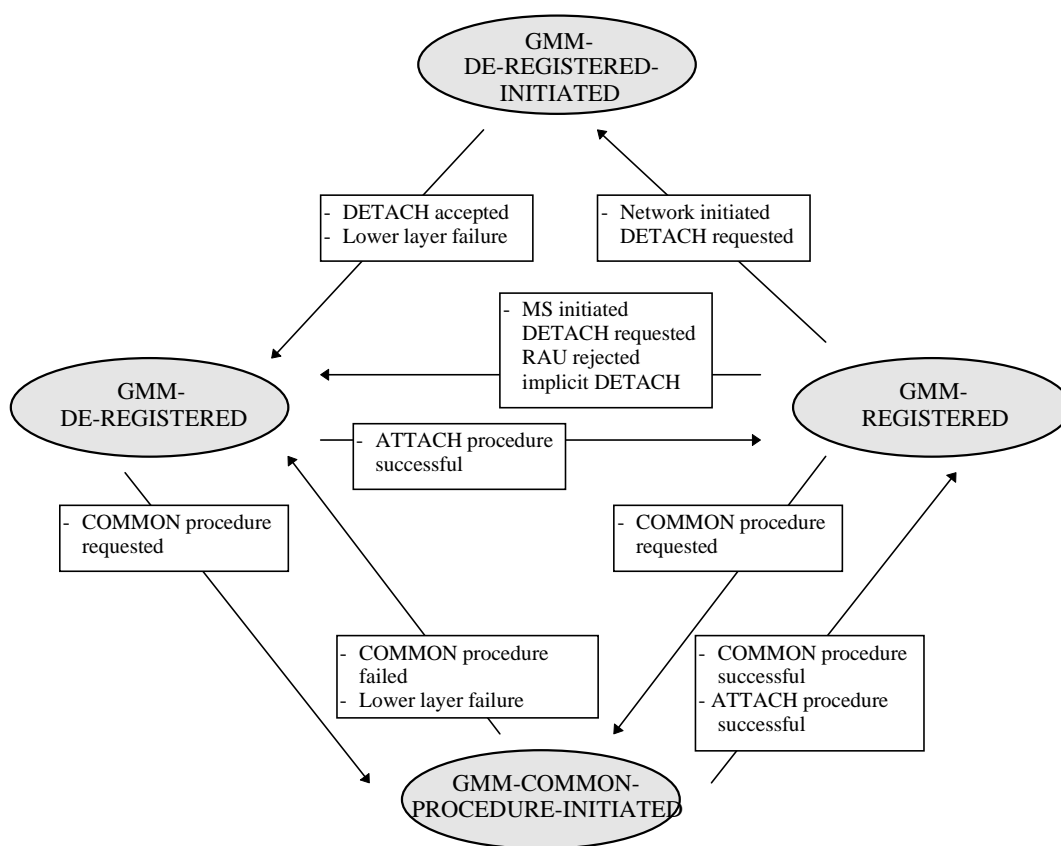 GMM-
DE-REGISTERED-
INITIATED
- DETACH accepted
- Lower layer failure
- Network initiated
DETACH requested
- MS initiated
DETACH requested
RAU rejected
implicit DETACH
GMM-
DE-REGISTERED
GMM-
REGISTERED
- ATTACH procedure
successful
- COMMON procedure
requested
- COMMON procedure
requested
- COMMON procedure
failed
- Lower layer failure
- COMMON procedure
successful
- ATTACH procedure
successful
GMM-COMMON-
PROCEDURE-INITIATED